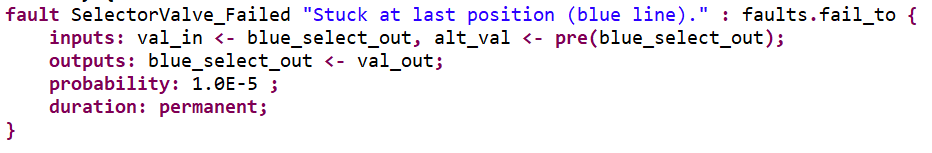 fault SelectorValve_Failed "Stuck at last position (blue line)." : faults.fail_to {
    inputs: val_in <- blue_select_out, alt_val <- pre(blue_select_out);
    outputs: blue_select_out <- val_out;
    probability: 1.0E-5 ;
    duration: permanent;
}